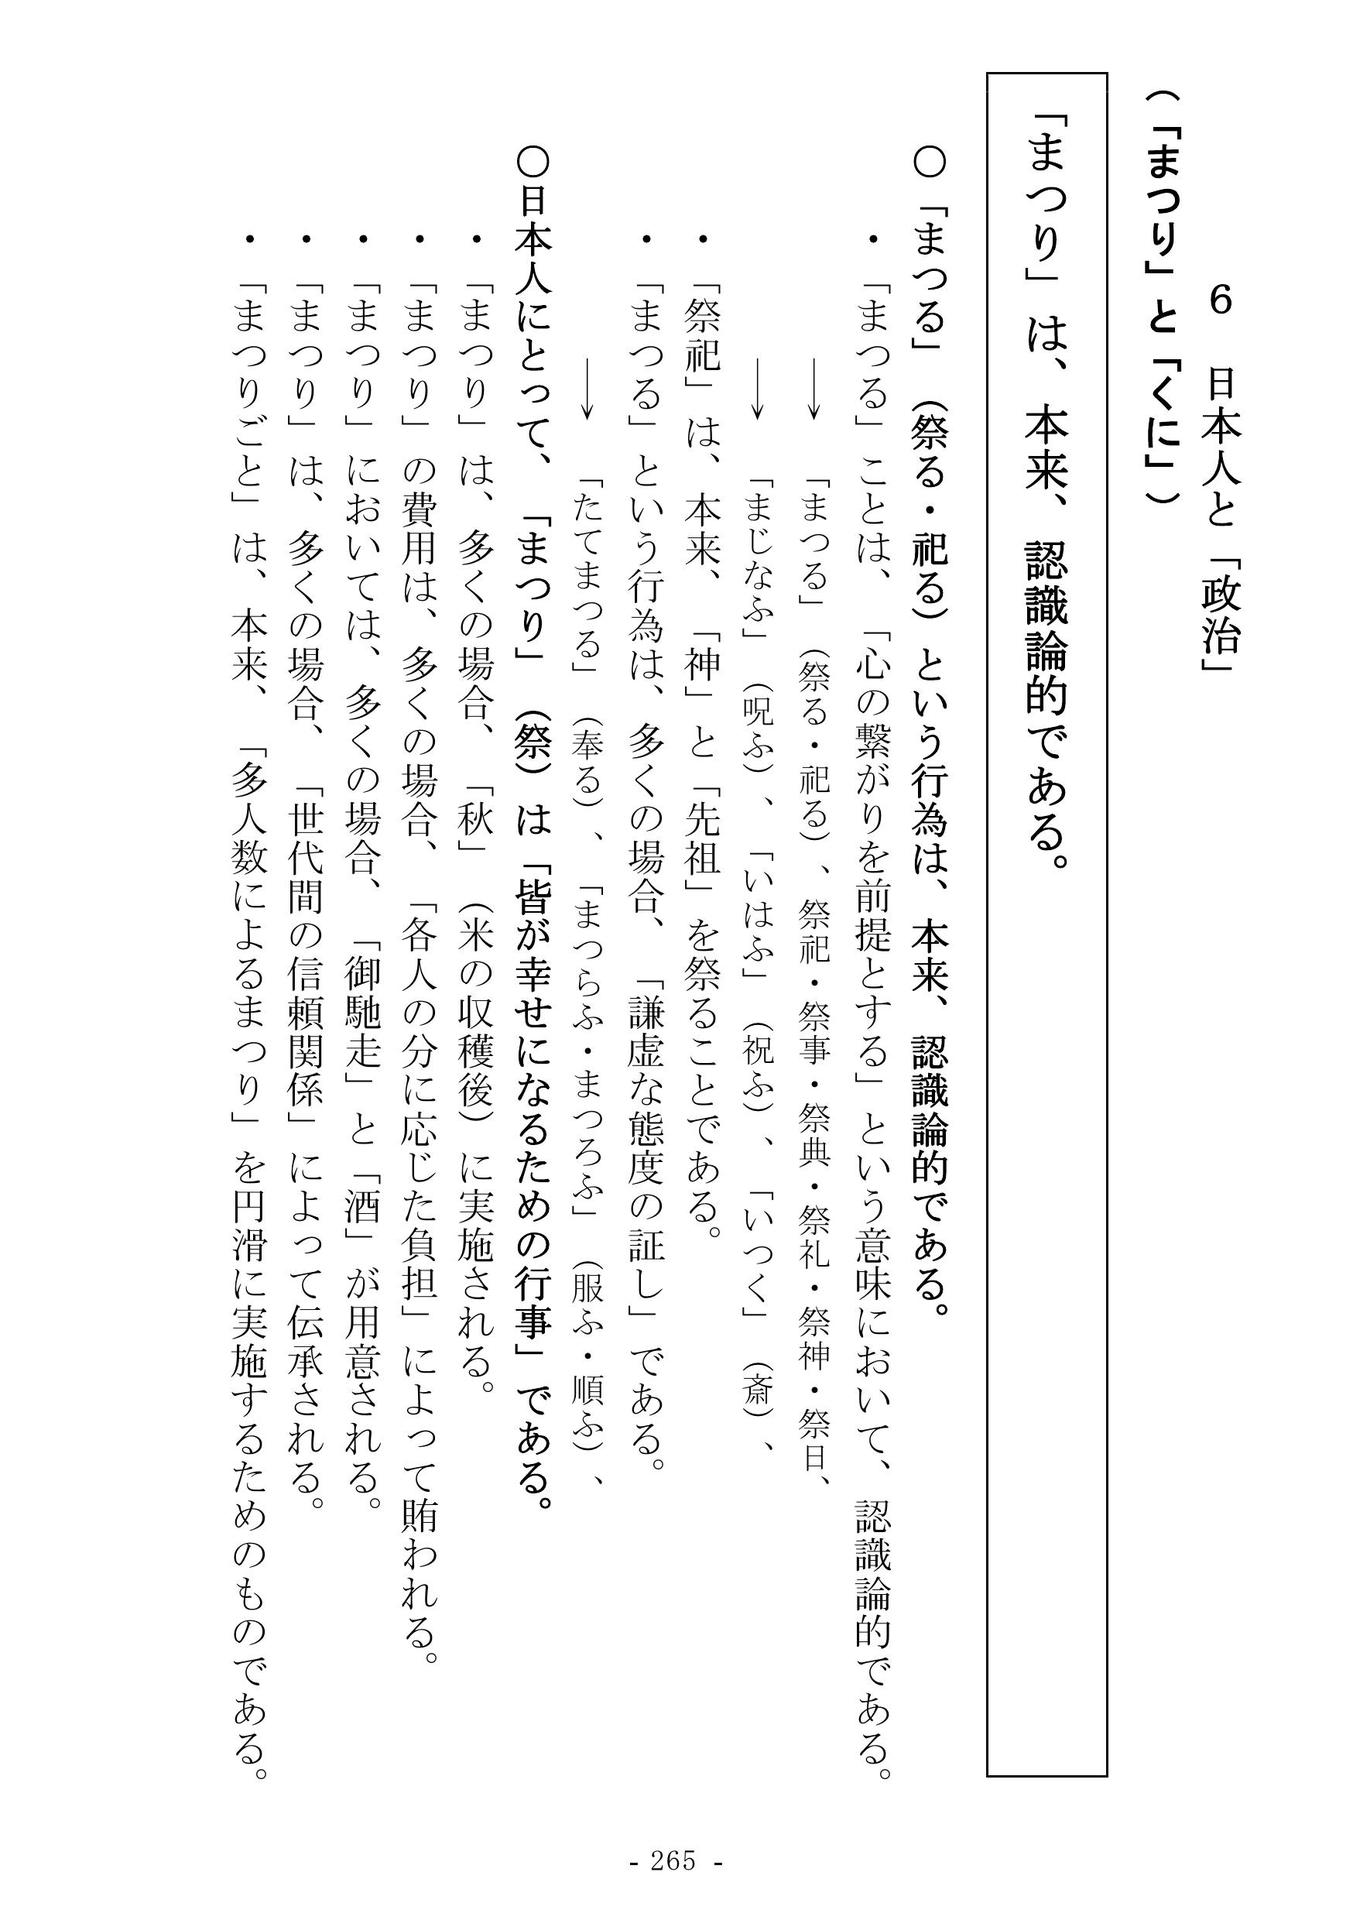 6　日本人と「政治」
（「まつり」と「くに」）
「まつり」は、本来、認識論的である。
○「まつる」（祭る・祀る）という行為は、本来、認識論的である。
・「まつる」ことは、「心の繋がりを前提とする」という意味において、認識論的である。
→「まつる」（祭る・祀る）、祭祀・祭事・祭典・祭礼・祭神・祭日、
→「まじなふ」（呪ふ）、「いはふ」（祝ふ）、「いつく」（斎）、
・「祭祀」は、本来、「神」と「先祖」を祭ることである。
・「まつる」という行為は、多くの場合、「謙虚な態度の証し」である。
→「たてまつる」（奉る）、「まつらふ・まつろふ」（服ふ・順ふ）、
○日本人にとって、「まつり」（祭）は「皆が幸せになるための行事」である。
・「まつり」は、多くの場合、「秋」（米の収穫後）に実施される。
・「まつり」の費用は、多くの場合、「各人の分に応じた負担」によって賄われる。
・「まつり」においては、多くの場合、「御馳走」と「酒」が用意される。
・「まつり」は、多くの場合、「世代間の信頼関係」によって伝承される。
・「まつりごと」は、本来、「多人数によるまつり」を円滑に実施するためのものである。
- 265 -